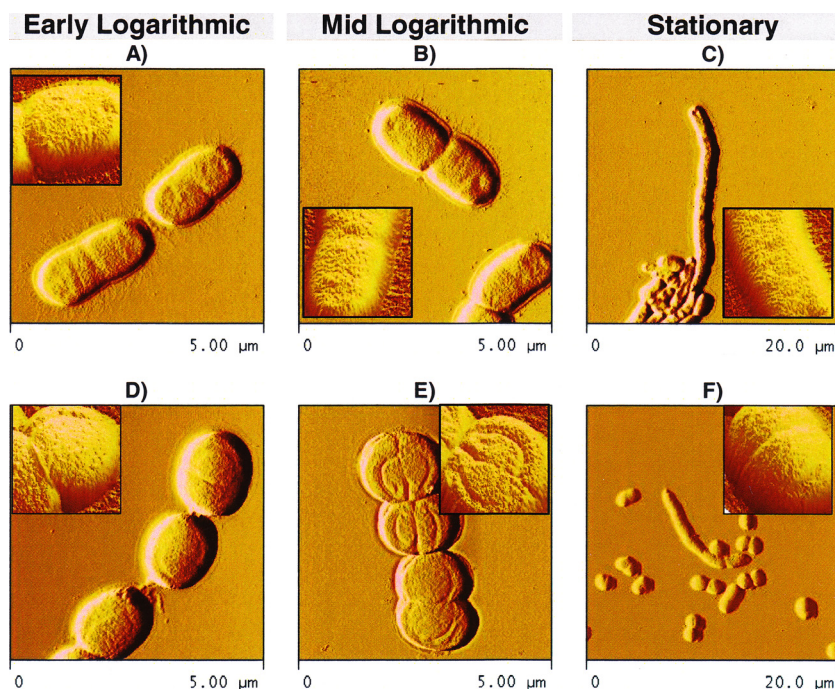 Early Logarithmic
Mid Logarithmic
Stationary
A)
B)
C)
0
5.00 µm
0
5.00 µm
0
20.0 µm
D)
E)
F)
0
5.00 µm
0
5.00 µm
0
20.0 µm